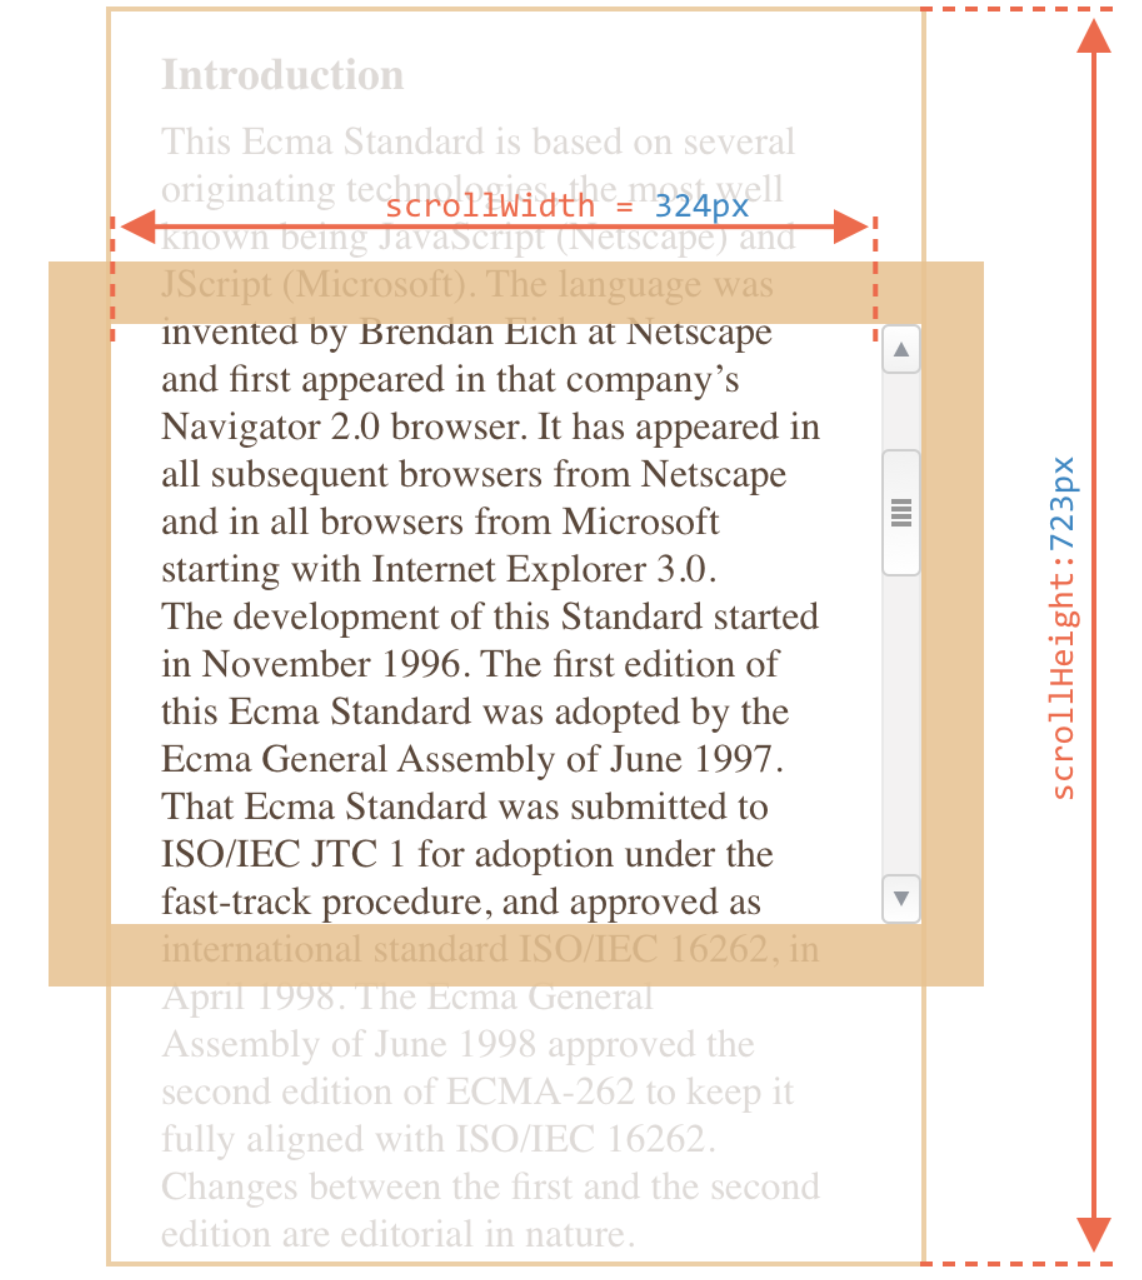 Introduction
This Ecma Standard is based on several
originating technologies, the most well
scrollWidth = 324px
known being JavaScript (Netscape) and
JScript (Microsoft). The language was
invented by Brendan Eich at Netscape
and first appeared in that company’s
Navigator 2.0 browser. It has appeared in
all subsequent browsers from Netscape
and in all browsers from Microsoft
starting with Internet Explorer 3.0.
The development of this Standard started
in November 1996. The first edition of
this Ecma Standard was adopted by the
Ecma General Assembly of June 1997.
That Ecma Standard was submitted to
ISO/IEC JTC 1 for adoption under the
fast-track procedure, and approved as
international standard ISO/IEC 16262, in
April 1998. The Ecma General
Assembly of June 1998 approved the
second edition of ECMA-262 to keep it
fully aligned with ISO/IEC 16262.
Changes between the first and the second
edition are editorial in nature.
scrollHeight:723px